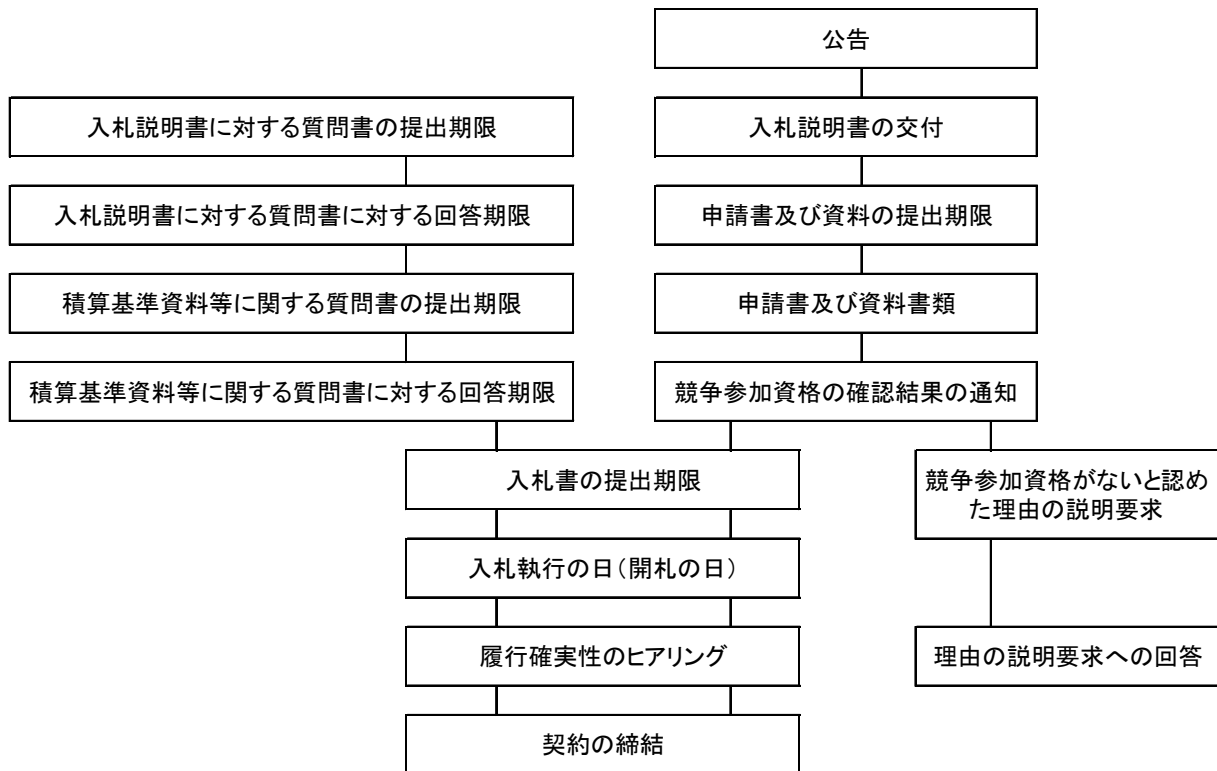 公告
入札説明書に対する質問書の提出期限
入札説明書の交付
入札説明書に対する質問書に対する回答期限
申請書及び資料の提出期限
積算基準資料等に関する質問書の提出期限
申請書及び資料書類
積算基準資料等に関する質問書に対する回答期限
競争参加資格の確認結果の通知
入札書の提出期限
競争参加資格がないと認め
た理由の説明要求
入札執行の日(開札の日)
履行確実性のヒアリング
理由の説明要求への回答
契約の締結